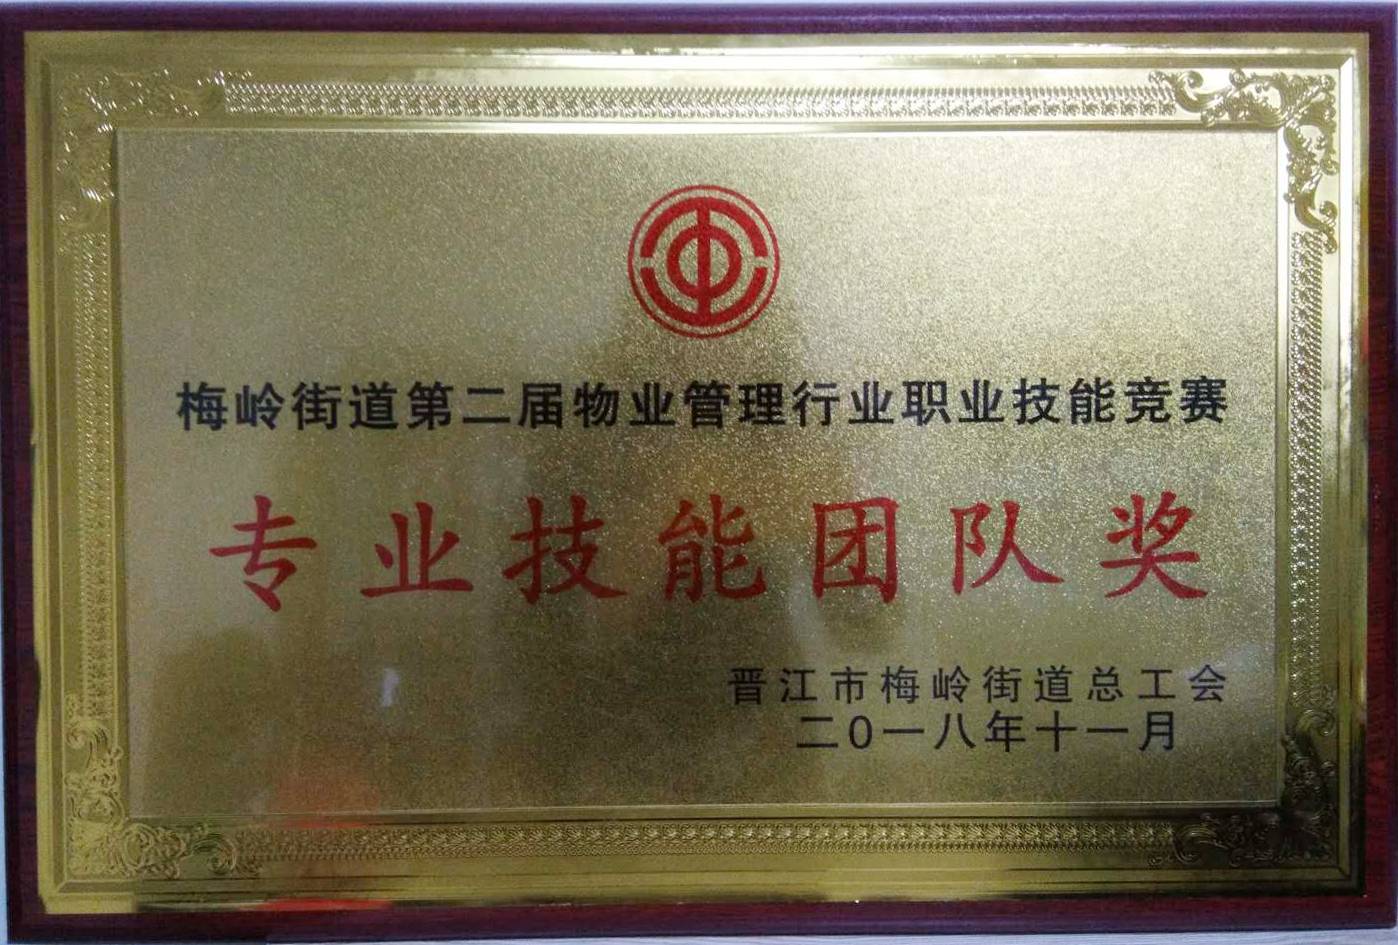 梅岭街道第二届物业管理行业职业技能竞赛
专业技能团队奖
晋江市梅岭街道总工会
二0一八年十一月